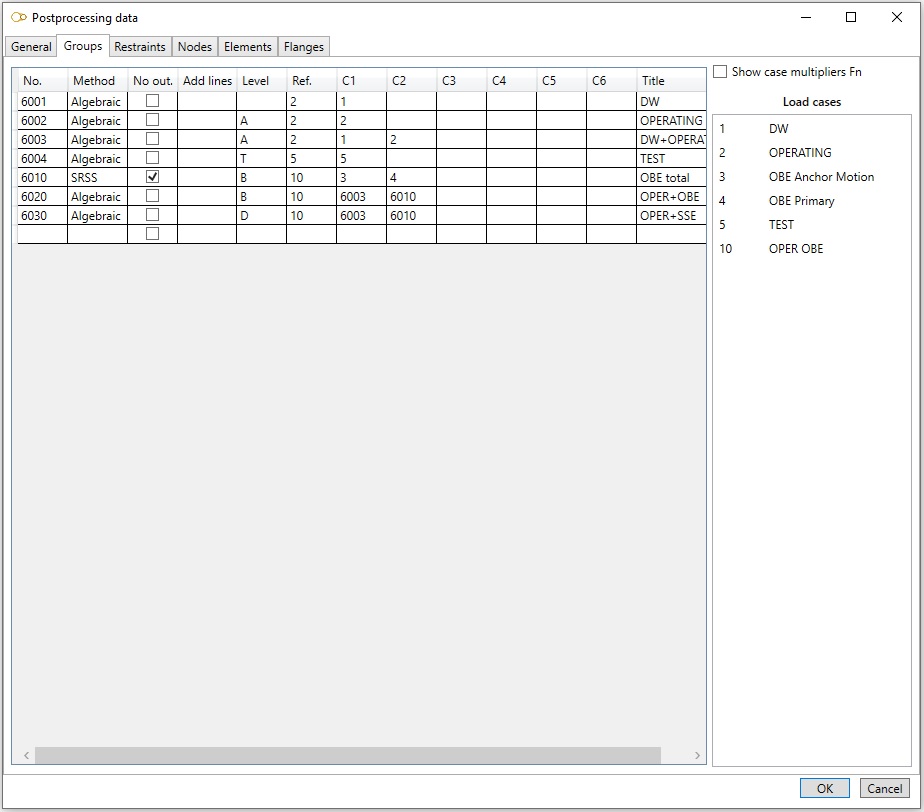 Postprocessing data
General Groups Restraints Nodes Elements Flanges
No. Method No out. Add lines Level Ref. C1 C2 C3 C4 C5 C6 Title
6001 Algebraic 2 1 DW
6002 Algebraic A 2 2 OPERATING
6003 Algebraic A 2 1 2 DW+OPERA
6004 Algebraic T 5 5 TEST
6010 SRSS B 10 3 4 OBE total
6020 Algebraic B 10 6003 6010 OPER+OBE
6030 Algebraic D 10 6003 6010 OPER+SSE
Show case multipliers Fn
Load cases
1 DW
2 OPERATING
3 OBE Anchor Motion
4 OBE Primary
5 TEST
10 OPER OBE
OK Cancel